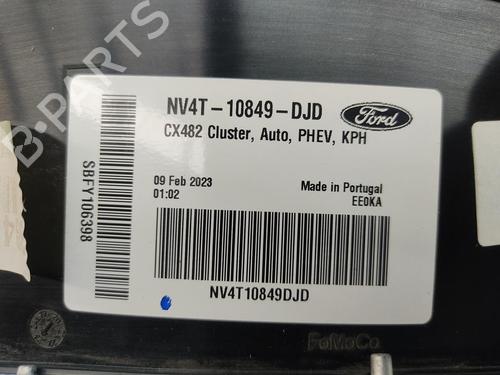 NV4T-10849-DJD
Ford
CX482 Cluster, Auto, PHEV, KPH
SBFY106398
09 Feb 2023
01:02
Made in Portugal
EE0KA
NV4T10849DJD
FoMoCo
B-PARTS